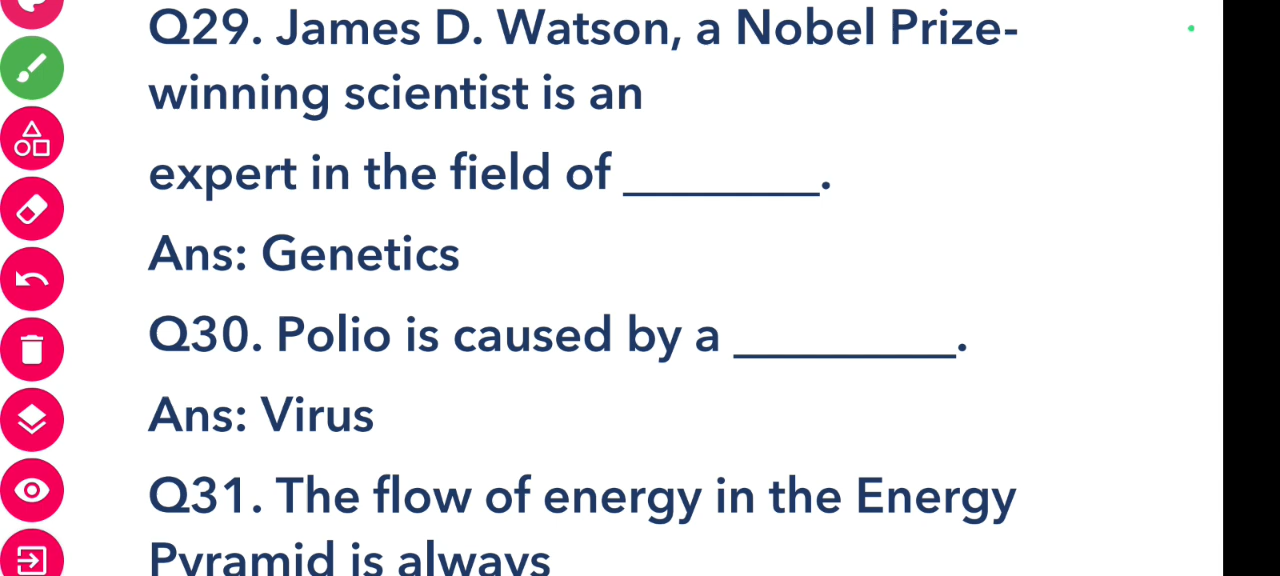 Q29. James D. Watson, a Nobel Prize-
winning scientist is an
expert in the field of ________.
Ans: Genetics
Q30. Polio is caused by a _________.
Ans: Virus
Q31. The flow of energy in the Energy
Pyramid is always